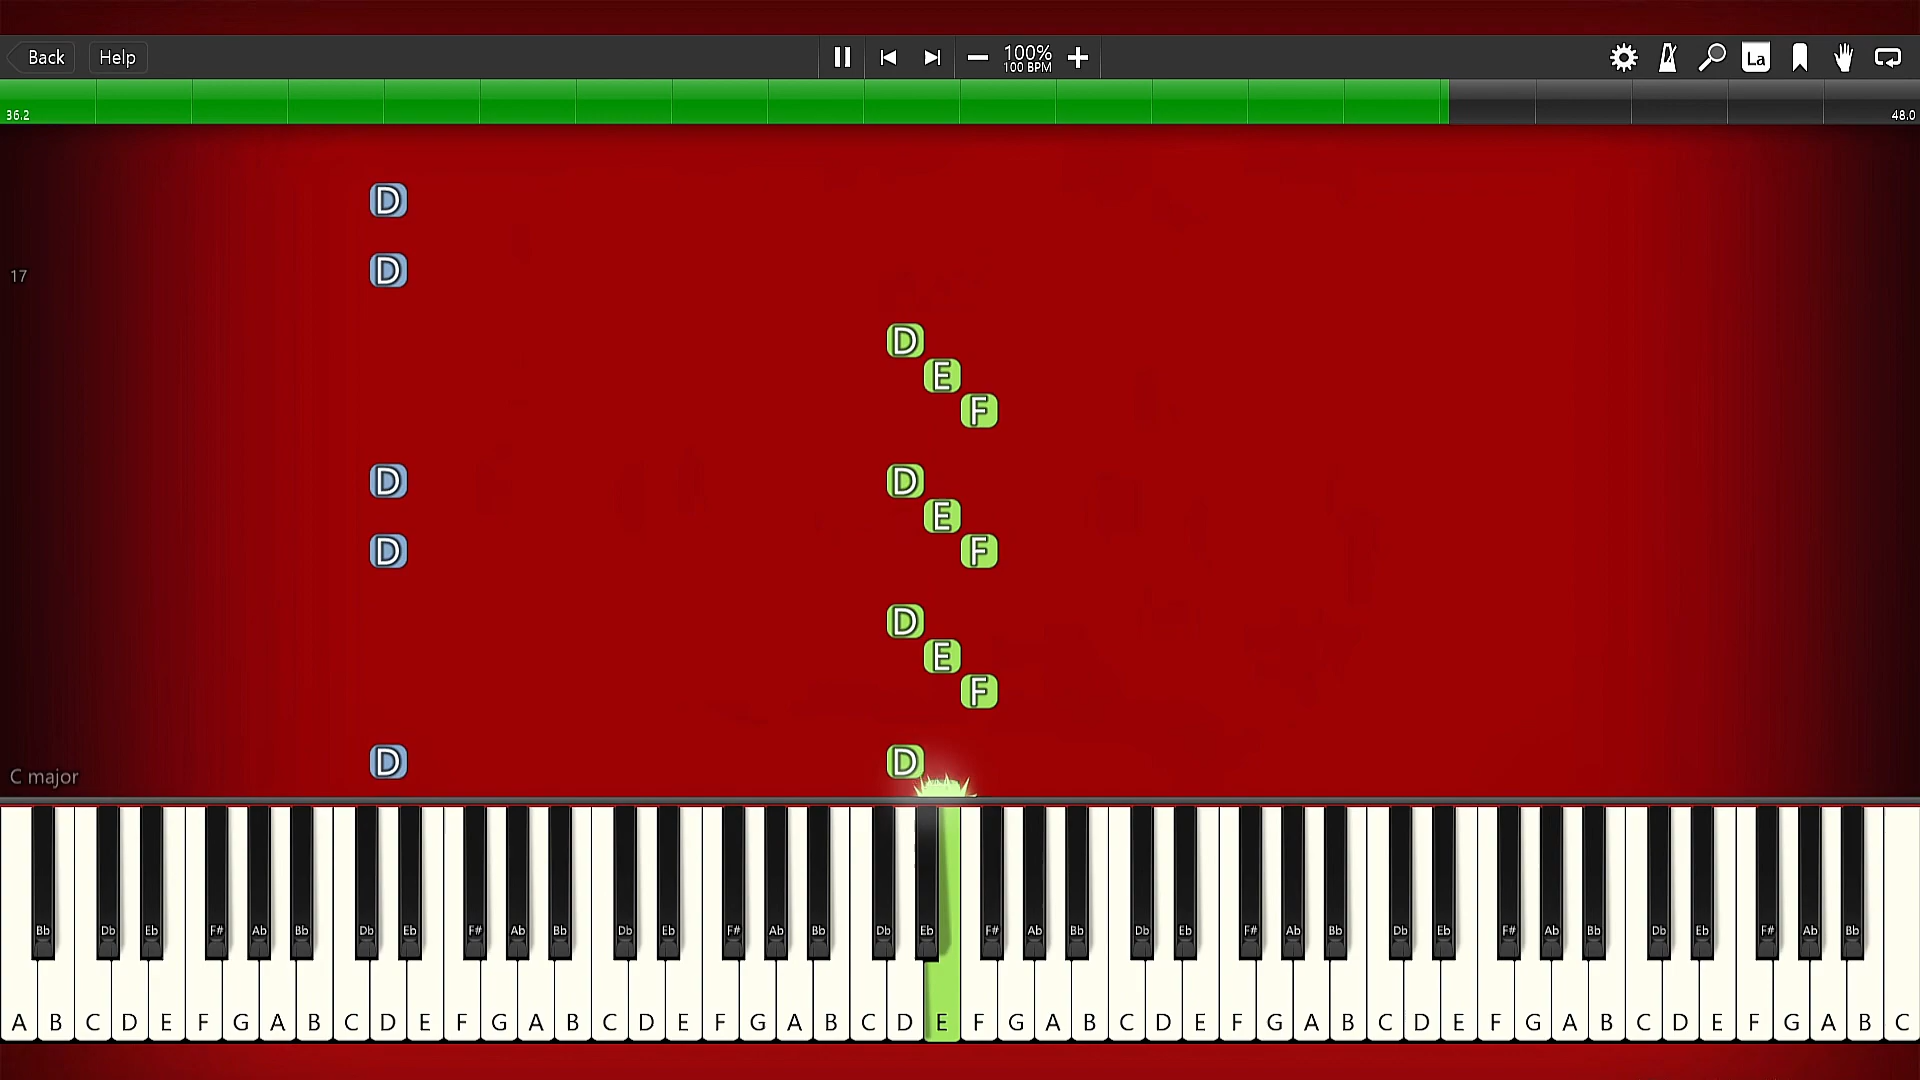 Back Help 100% La
100 BPM
36.2 48.0
D
D
17
D
E
F
D D
E
D F
D
E
F
D D
C major
Bb Db Eb F# Ab Bb Db Eb F# Ab Bb Db Eb F# Ab Bb Db Eb F# Ab Bb Db Eb F# Ab Bb Db Eb F# Ab Bb Db Eb F# Ab Bb
A B C D E F G A B C D E F G A B C D E F G A B C D E F G A B C D E F G A B C D E F G A B C D E F G A B C